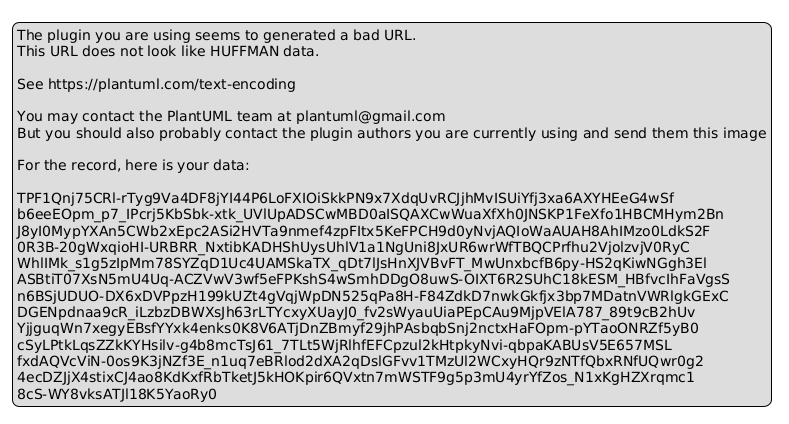 The plugin you are using seems to generated a bad URL.
This URL does not look like HUFFMAN data.
See https://plantuml.com/text-encoding
You may contact the PlantUML team at plantuml@gmail.com
But you should also probably contact the plugin authors you are currently using and send them this image
For the record, here is your data:
TPF1Qnj75CRl-rTyg9Va4DF8jYI44P6LoFXIOiSkkPN9x7XdqUvRCJjhMvISUiYfj3xa6AXYHEeG4wSf
b6eeEOpm_p7_IPcrj5KbSbk-xtk_UVlUpADSCwMBD0aISQAXCwWuaXfXh0JNSKP1FeXfo1HBCMHym2Bn
J8yI0MypYXAn5CWb2xEpc2ASi2HVTa9nmef4zpFItx5KeFPCH9d0yNvjAQIoWaAUAH8AhIMzo0LdkS2F
0R3B-20gWxqioHI-URBRR_NxtibKADHShUysUhlV1a1NgUni8JxUR6wrWfTBQCPrfhu2VjolzvjV0RyC
WhlIMk_s1g5zIpMm78SYZqD1Uc4UAMSkaTX_qDt7lJsHnXJVBvFT_MwUnxbcfB6py-HS2qKiwNGgh3El
ASBtiT07XsN5mU4Uq-ACZVwV3wf5eFPKshS4wSmhDDgO8uwS-OIXT6R2SUhC18kESM_HBfvcIhFaVgsS
n6BSjUDUO-DX6xDVPpzH199kUZt4gVqjWpDN525qPa8H-F84ZdkD7nwkGkfjx3bp7MDatnVWRlgkGExC
DGENpdnaa9cR_iLzbzDBWXsJh63rLTYcxyXUayJ0_fv2sWyauUiaPEpCAu9MjpVElA787_89t9cB2hUv
YjjguqWn7xegyEBsfYYxk4enks0K8V6ATjDnZBmyf29jhPAsbqbSnj2nctxHaFOpm-pYTaoONRZf5yB0
cSyLPtkLqsZZkKYHsilv-g4b8mcTsJ61_7TLt5WjRlhfEFCpzul2kHtpkyNvi-qbpaKABUsV5E657MSL
fxdAQVcViN-0os9K3jNZf3E_n1uq7eBRlod2dXA2qDslGFvv1TMzUl2WCxyHQr9zNTfQbxRNfUQwr0g2
4ecDZJjX4stixCJ4ao8KdKxfRbTketJ5kHOKpir6QVxtn7mWSTF9g5p3mU4yrYfZos_N1xKgHZXrqmc1
8cS-WY8vksATJl18K5YaoRy0